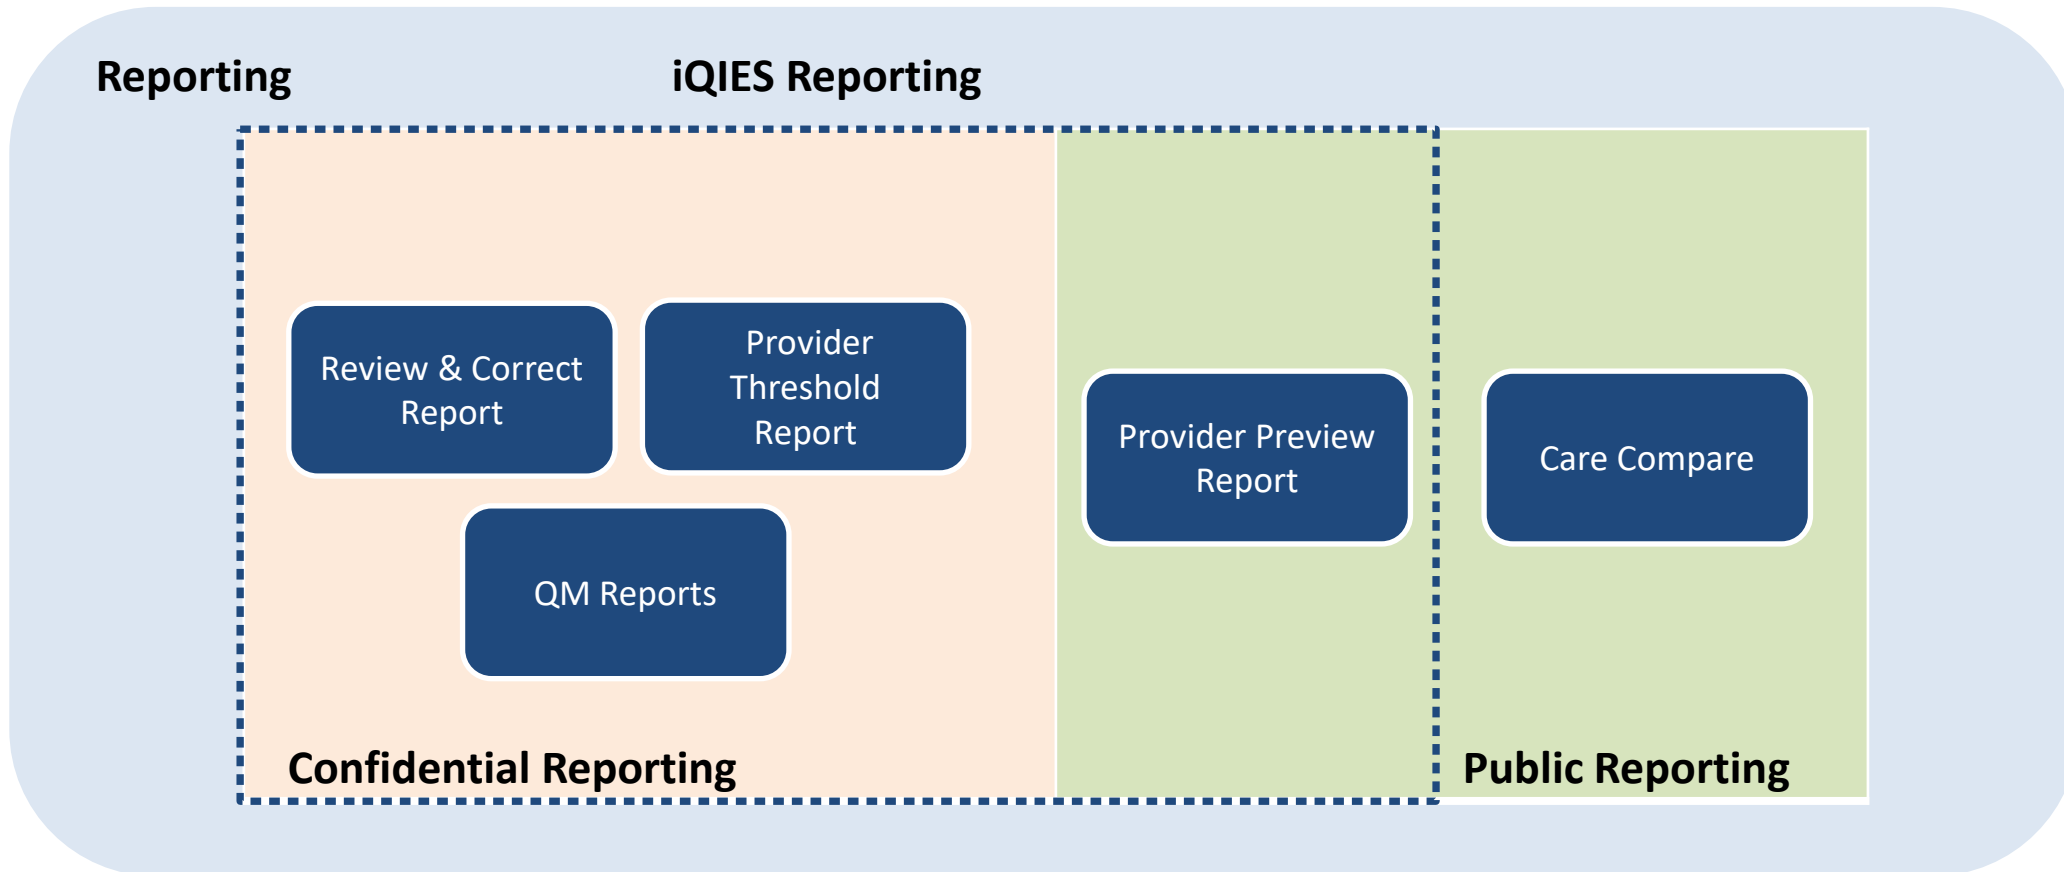 Reporting
iQIES Reporting
Review & Correct
Report
Provider
Threshold
Report
QM Reports
Provider Preview
Report
Care Compare
Confidential Reporting
Public Reporting